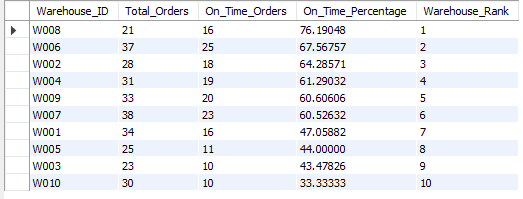 Warehouse_ID Total_Orders On_Time_Orders On_Time_Percentage Warehouse_Rank
W008 21 16 76.19048 1
W006 37 25 67.56757 2
W002 28 18 64.28571 3
W004 31 19 61.29032 4
W009 33 20 60.60606 5
W007 38 23 60.52632 6
W001 34 16 47.05882 7
W005 25 11 44.00000 8
W003 23 10 43.47826 9
W010 30 10 33.33333 10